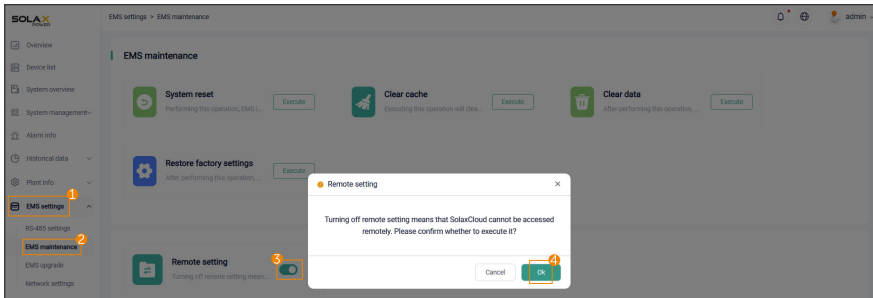 SOLAX
POWER
EMS settings > EMS maintenance
admin
Overview
Device list
System overview
System management
Alarm info
Historical data
Plant info
1
EMS settings
RS-485 settings
2
EMS maintenance
EMS upgrade
Network settings
EMS maintenance
System reset
Performing this operation, EMS i...
Execute
Clear cache
Executing this operation will clea...
Execute
Clear data
After performing this operation, ...
Execute
Restore factory settings
After performing this operation, ...
Execute
Remote setting
Turning off remote setting mean...
3
Remote setting
Turning off remote setting means that SolaxCloud cannot be accessed
remotely. Please confirm whether to execute it?
4
Cancel
Ok